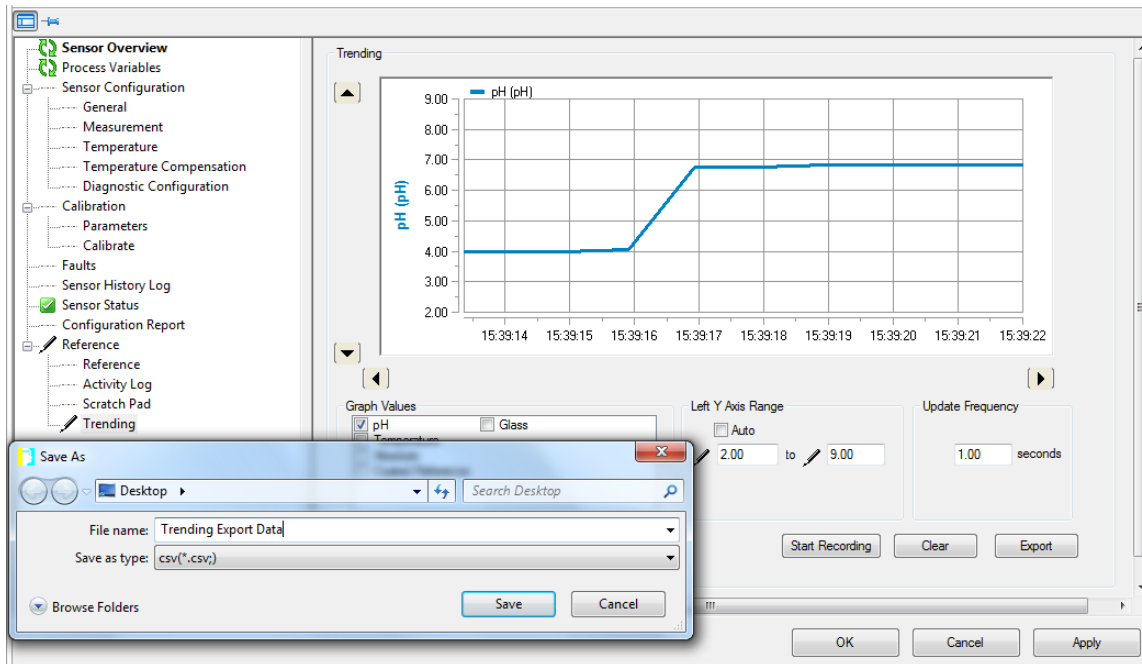 Sensor Overview
Process Variables
Sensor Configuration
General
Measurement
Temperature
Temperature Compensation
Diagnostic Configuration
Calibration
Parameters
Calibrate
Faults
Sensor History Log
Sensor Status
Configuration Report
Reference
Reference
Activity Log
Scratch Pad
Trending
Trending
pH (pH)
pH (pH)
9.00
8.00
7.00
6.00
5.00
4.00
3.00
2.00
15:39:14 15:39:15 15:39:16 15:39:17 15:39:18 15:39:19 15:39:20 15:39:21 15:39:22
Graph Values
pH Glass
Temperature
Left Y Axis Range
Auto
2.00 to 9.00
Update Frequency
1.00 seconds
Start Recording Clear Export
OK Cancel Apply
Save As
Desktop
Search Desktop
File name: Trending Export Data
Save as type: csv(*.csv;)
Browse Folders Save Cancel